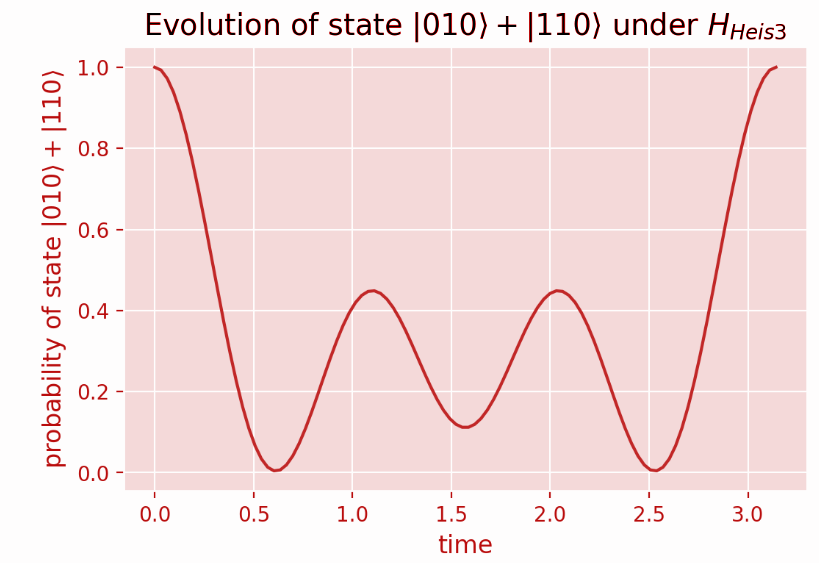 Evolution of state |010⟩ + |110⟩ under H_{Heis3}
probability of state |010⟩ + |110⟩
1.0
0.8
0.6
0.4
0.2
0.0
0.0 0.5 1.0 1.5 2.0 2.5 3.0
time